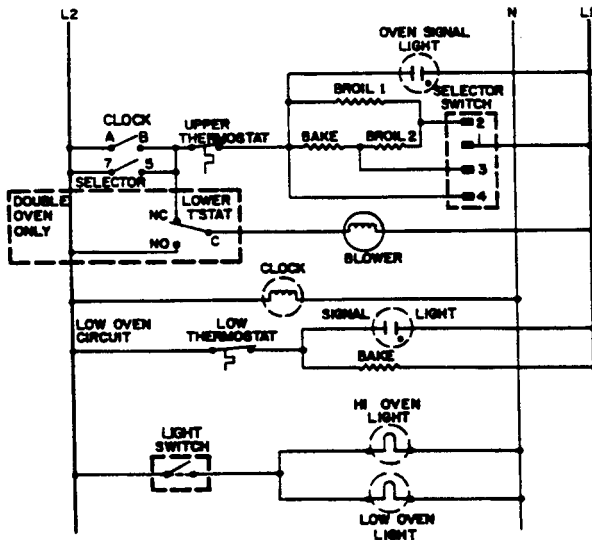 L2
N
L1
OVEN SIGNAL
LIGHT
BROIL 1
SELECTOR
SWITCH
CLOCK
A
B
UPPER
THERMOSTAT
BAKE
BROIL 2
2
1
3
4
7
5
SELECTOR
DOUBLE
OVEN
ONLY
LOWER
T'STAT
NC
C
NO
BLOWER
CLOCK
LOW OVEN
CIRCUIT
LOW
THERMOSTAT
SIGNAL
LIGHT
BAKE
HI OVEN
LIGHT
LIGHT
SWITCH
LOW OVEN
LIGHT